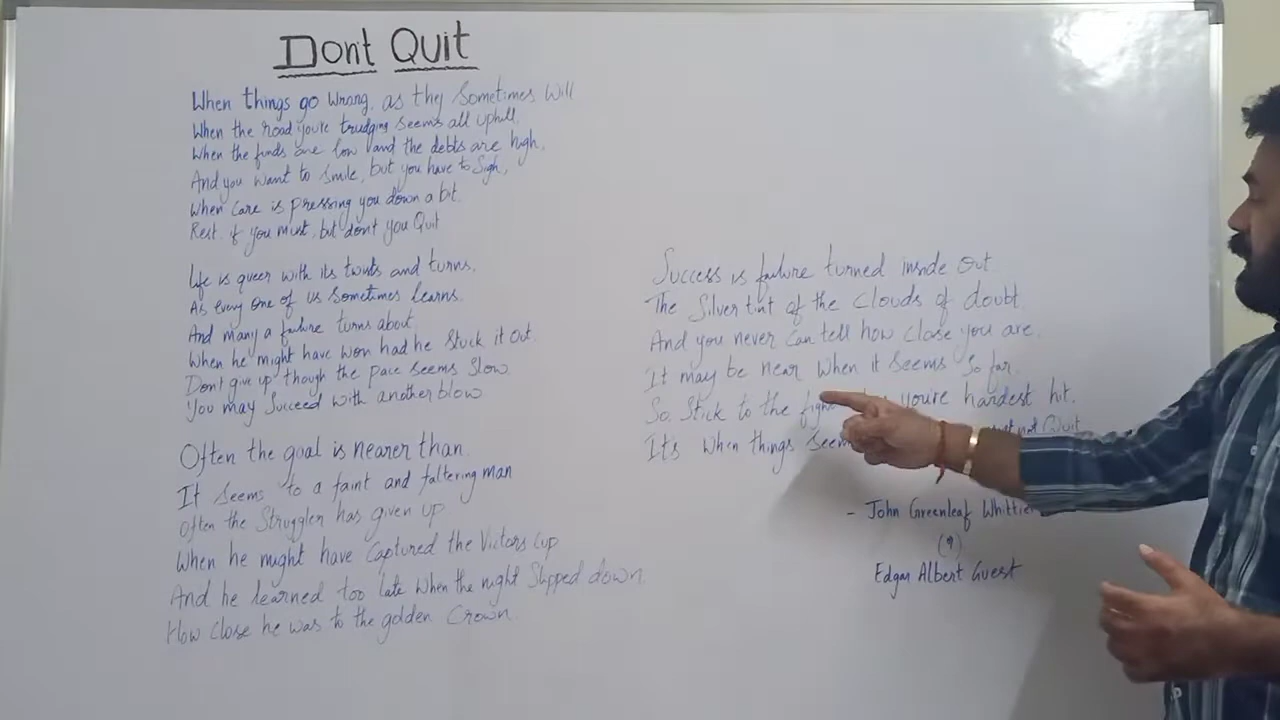 Dont Quit
When things go wrong, as they Sometimes Will
When the road you're trudging seems all uphill,
When the funds are low and the debts are high,
And you want to smile, but you have to Sigh,
When Care is pressing you down a bit.
Rest if you must, but don't you Quit
Life is queer with its twists and turns,
As every one of us sometimes learns.
And many a failure turns about,
When he might have won had he Stuck it Out.
Don't give up though the pace seems Slow.
You may Succeed with another blow
Often the goal is nearer than.
It seems to a faint and faltering man
Often the Struggler has given up.
When he might have Captured the Victors Cup
And he learned too late when the night Slipped down.
How Close he was to the golden Crown.
Success is failure turned inside Out.
The Silver tint of the Clouds of doubt.
And you never Can tell how Close you are.
It may be near when it seems So far.
So Stick to the you're hardest hit.
It's When things Seem not Quit
- John Greenleaf Whittier
Edgar Albert Guest